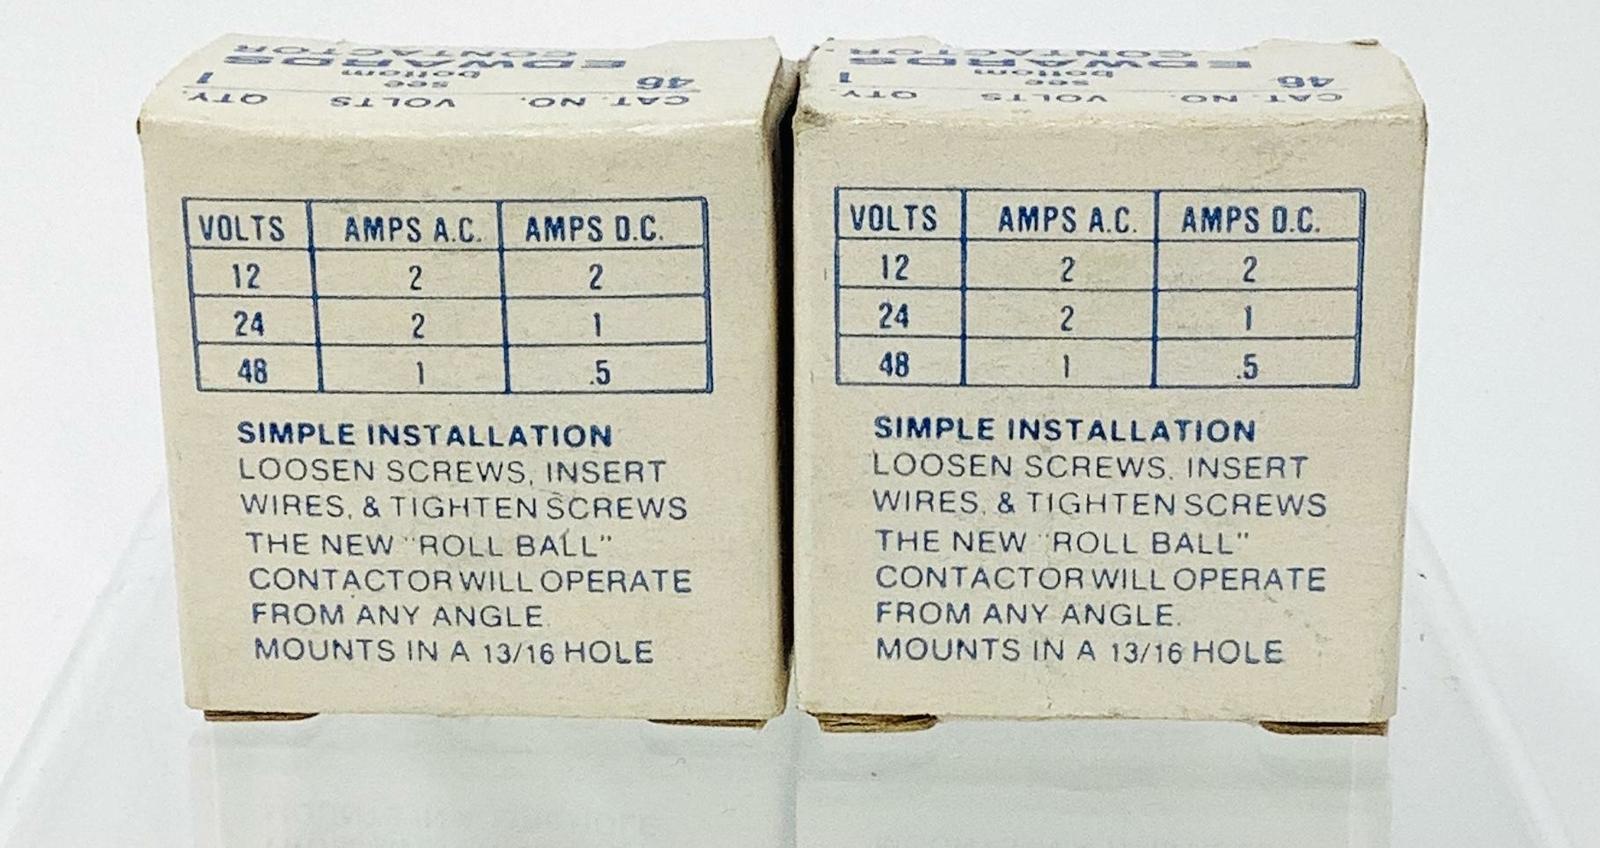 CONTACTOR
EDWARDS
see
46 bottom 1
CAT. NO. VOLTS QTY.
VOLTS AMPS A.C. AMPS D.C.
12 2 2
24 2 1
48 1 .5
SIMPLE INSTALLATION
LOOSEN SCREWS, INSERT
WIRES, & TIGHTEN SCREWS
THE NEW "ROLL BALL"
CONTACTOR WILL OPERATE
FROM ANY ANGLE.
MOUNTS IN A 13/16 HOLE
CONTACTOR
EDWARDS
see
46 bottom 1
CAT. NO. VOLTS QTY.
VOLTS AMPS A.C. AMPS D.C.
12 2 2
24 2 1
48 1 .5
SIMPLE INSTALLATION
LOOSEN SCREWS, INSERT
WIRES, & TIGHTEN SCREWS
THE NEW "ROLL BALL"
CONTACTOR WILL OPERATE
FROM ANY ANGLE.
MOUNTS IN A 13/16 HOLE